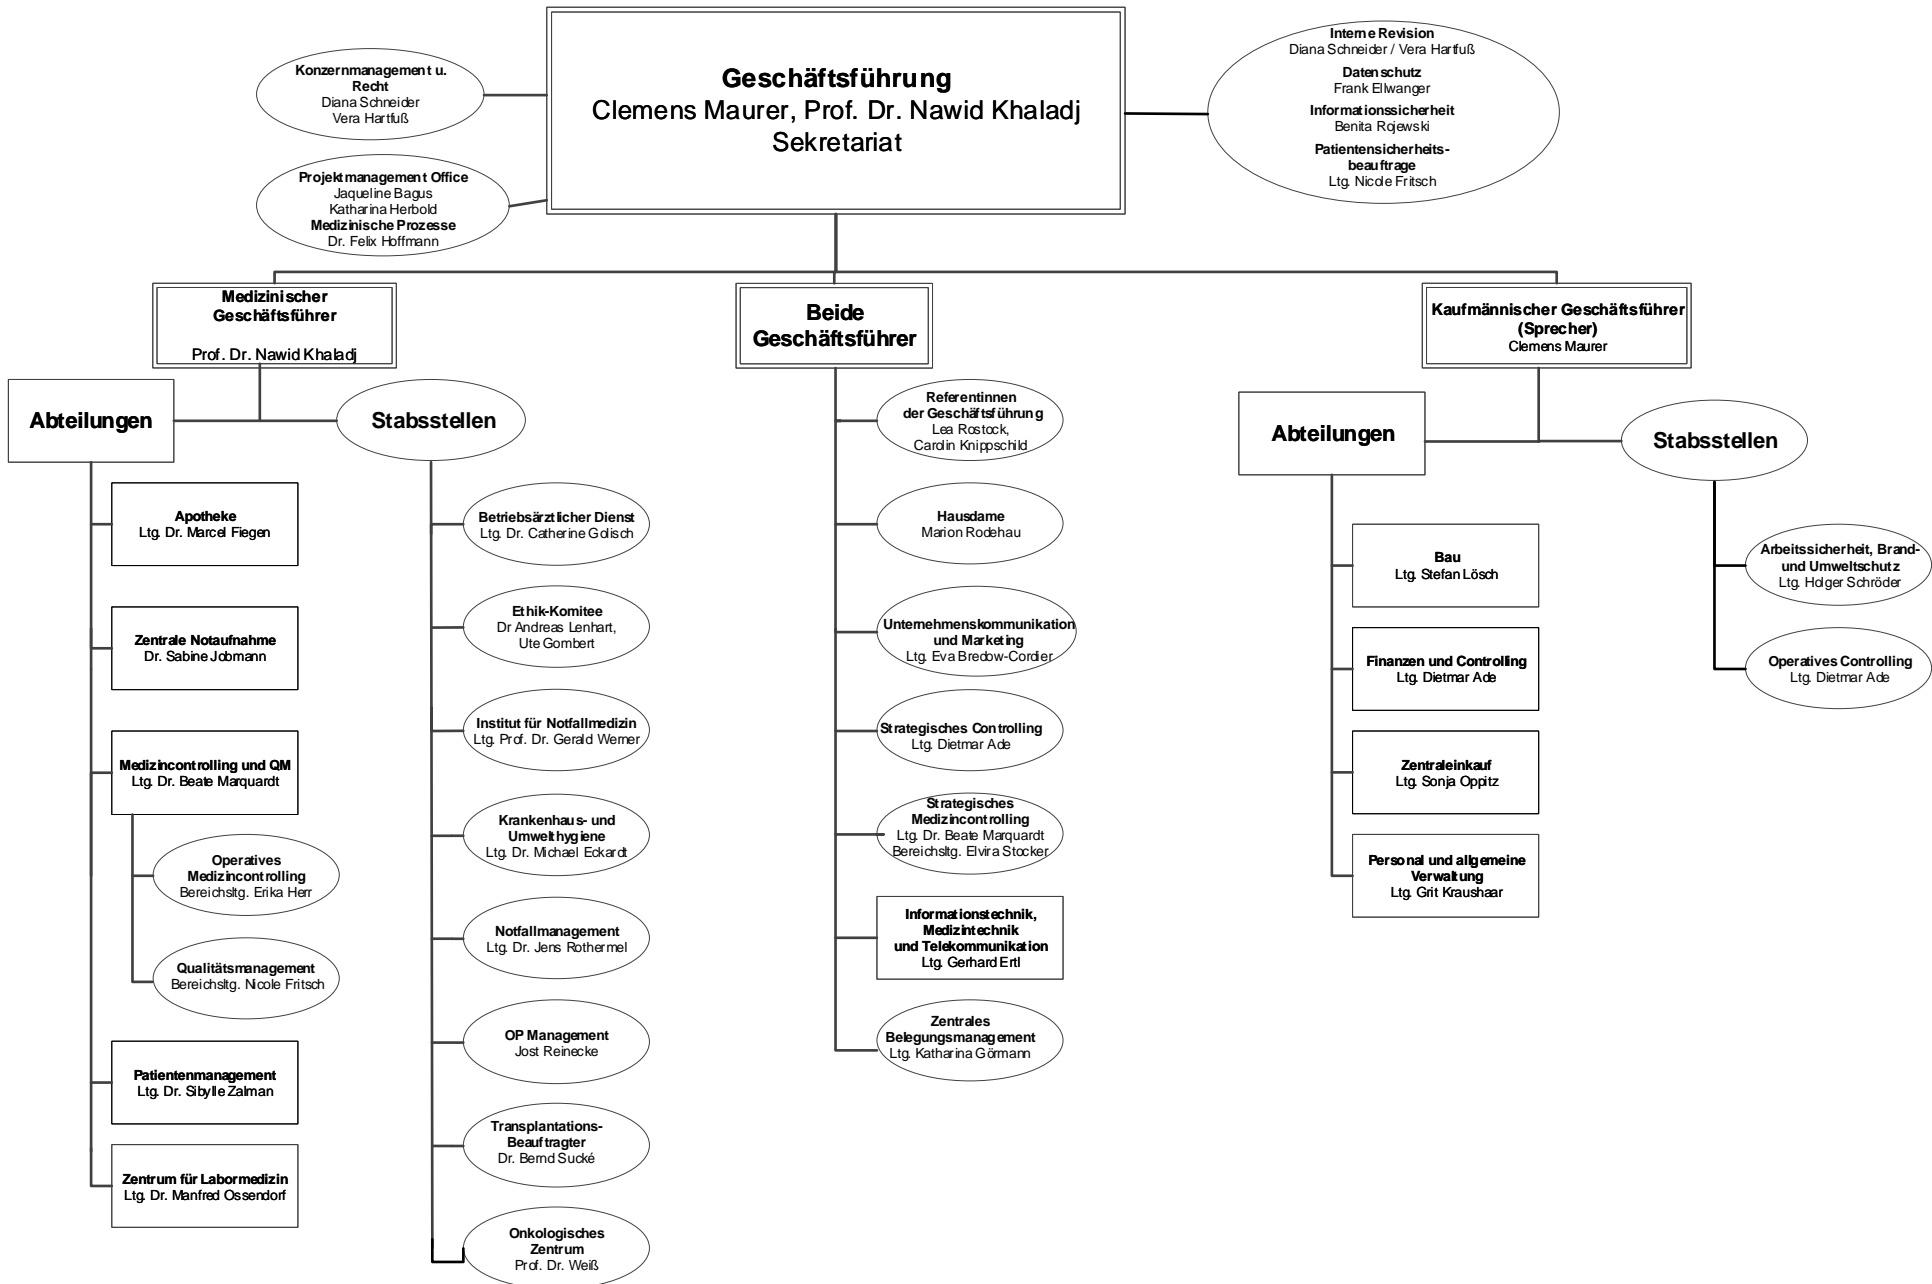 Konzernmanagement u.
Recht
Diana Schneider
Vera Hartfuß
Projektmanagement Office
Jaqueline Bagus
Katharina Herbold
Medizinische Prozesse
Dr. Felix Hoffmann
Geschäftsführung
Clemens Maurer, Prof. Dr. Nawid Khaladj
Sekretariat
Interne Revision
Diana Schneider / Vera Hartfuß
Datenschutz
Frank Ellwanger
Informationssicherheit
Benita Rojewski
Patientensicherheits-
beauftrage
Ltg. Nicole Fritsch
Medizinischer
Geschäftsführer
Prof. Dr. Nawid Khaladj
Abteilungen
Apotheke
Ltg. Dr. Marcel Fiegen
Zentrale Notaufnahme
Dr. Sabine Jobmann
Medizincontrolling und QM
Ltg. Dr. Beate Marquardt
Operatives
Medizincontrolling
Bereichsltg. Erika Herr
Qualitätsmanagement
Bereichsltg. Nicole Fritsch
Patientenmanagement
Ltg. Dr. Sibylle Zalman
Zentrum für Labormedizin
Ltg. Dr. Manfred Ossendorf
Stabsstellen
Betriebsärztlicher Dienst
Ltg. Dr. Catherine Golisch
Ethik-Komitee
Dr Andreas Lenhart,
Ute Gombert
Institut für Notfallmedizin
Ltg. Prof. Dr. Gerald Werner
Krankenhaus- und
Umwelthygiene
Ltg. Dr. Michael Eckardt
Notfallmanagement
Ltg. Dr. Jens Rothermel
OP Management
Jost Reinecke
Transplantations-
Beauftragter
Dr. Bernd Sucké
Onkologisches
Zentrum
Prof. Dr. Weiß
Beide
Geschäftsführer
Referentinnen
der Geschäftsführung
Lea Rostock,
Carolin Knippschild
Hausdame
Marion Rodehau
Unternehmenskommunikation
und Marketing
Ltg. Eva Bredow-Cordier
Strategisches Controlling
Ltg. Dietmar Ade
Strategisches
Medizincontrolling
Ltg. Dr. Beate Marquardt
Bereichsltg. Elvira Stocker
Informationstechnik,
Medizintechnik
und Telekommunikation
Ltg. Gerhard Ertl
Zentrales
Belegungsmanagement
Ltg. Katharina Görmann
Kaufmännischer Geschäftsführer
(Sprecher)
Clemens Maurer
Abteilungen
Bau
Ltg. Stefan Lösch
Finanzen und Controlling
Ltg. Dietmar Ade
Zentraleinkauf
Ltg. Sonja Oppitz
Personal und allgemeine
Verwaltung
Ltg. Grit Kraushaar
Stabsstellen
Arbeitssicherheit, Brand-
und Umweltschutz
Ltg. Holger Schröder
Operatives Controlling
Ltg. Dietmar Ade